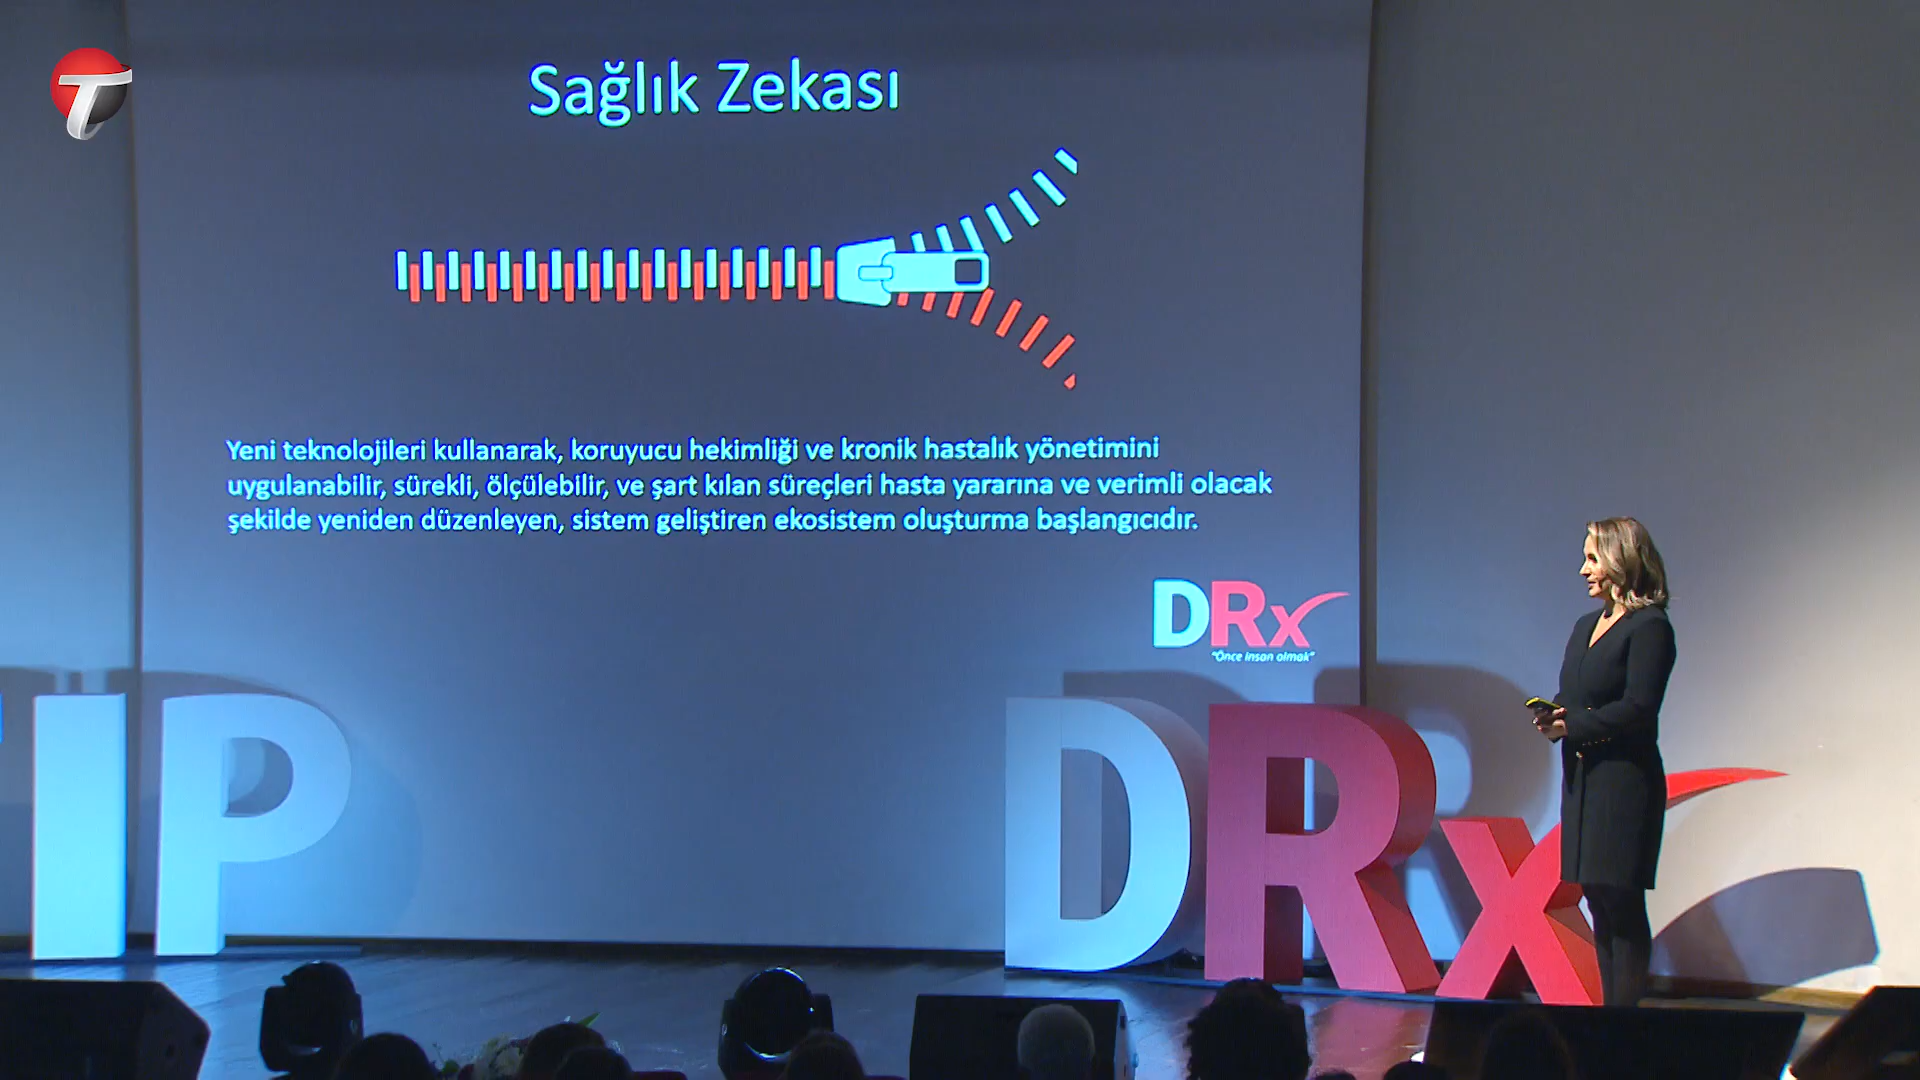 Sağlık Zekası
Yeni teknolojileri kullanarak, koruyucu hekimliği ve kronik hastalık yönetimini
uygulanabilir, sürekli, ölçülebilir, ve şart kılan süreçleri hasta yararına ve verimli olacak
şekilde yeniden düzenleyen, sistem geliştiren ekosistem oluşturma başlangıcıdır.
DRx
"Önce insan olmak"
IP
DRx